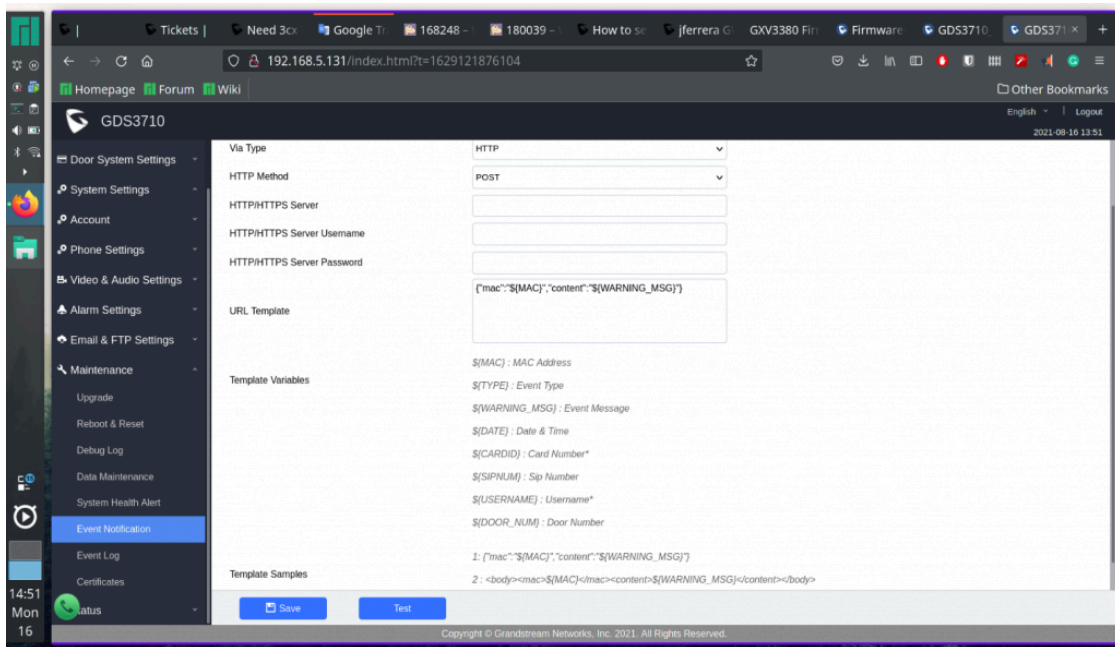 Tickets |
Need 3cx
Google Tr
168248 –
180039 –
How to se
jferrera G
GXV3380 Fir
Firmware
GDS3710_
GDS371
192.168.5.131/index.html?t=1629121876104
Homepage
Forum
Wiki
Other Bookmarks
GDS3710
English
Logout
2021-08-16 13:51
Door System Settings
System Settings
Account
Phone Settings
Video & Audio Settings
Alarm Settings
Email & FTP Settings
Maintenance
Upgrade
Reboot & Reset
Debug Log
Data Maintenance
System Health Alert
Event Notification
Event Log
Certificates
atus
Via Type
HTTP
HTTP Method
POST
HTTP/HTTPS Server
HTTP/HTTPS Server Username
HTTP/HTTPS Server Password
URL Template
{"mac":"${MAC}","content":"${WARNING_MSG}"}
Template Variables
${MAC} : MAC Address
${TYPE} : Event Type
${WARNING_MSG} : Event Message
${DATE} : Date & Time
${CARDID} : Card Number*
${SIPNUM} : Sip Number
${USERNAME} : Username*
${DOOR_NUM} : Door Number
Template Samples
1: {"mac":"${MAC}","content":"${WARNING_MSG}"}
2 : <body><mac>${MAC}</mac><content>${WARNING_MSG}</content></body>
Save
Test
Copyright © Grandstream Networks, Inc. 2021. All Rights Reserved.
14:51
Mon
16